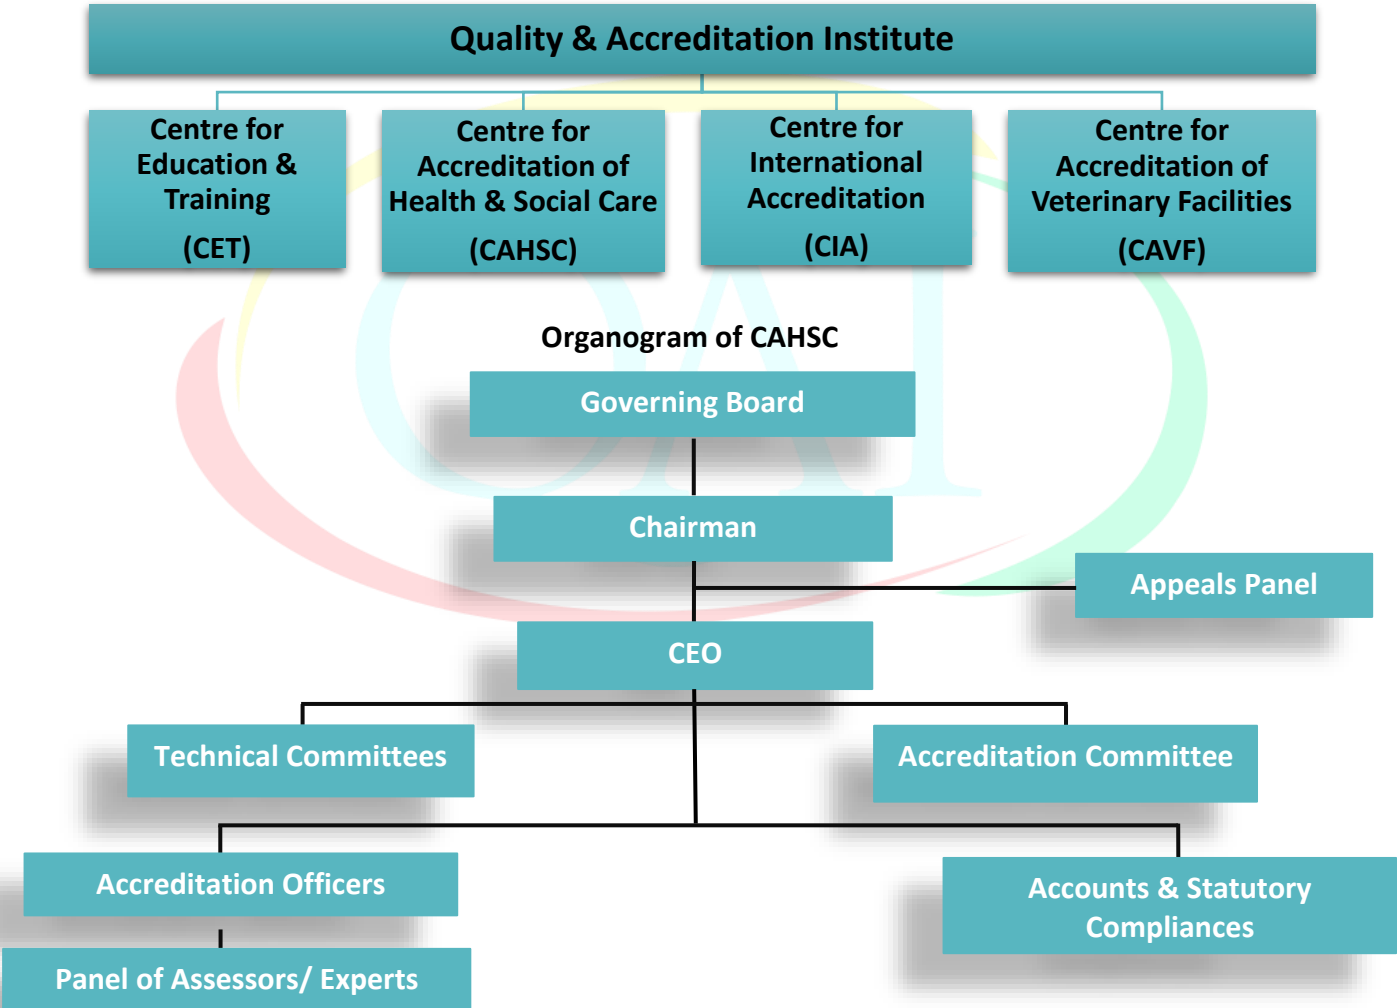 Quality & Accreditation Institute
Centre for
Education &
Training
(CET)
Centre for
Accreditation of
Health & Social Care
(CAHSC)
Centre for
International
Accreditation
(CIA)
Centre for
Accreditation of
Veterinary Facilities
(CAVF)
QAI
Organogram of CAHSC
Governing Board
Chairman
Appeals Panel
CEO
Technical Committees
Accreditation Committee
Accreditation Officers
Accounts & Statutory
Compliances
Panel of Assessors/ Experts